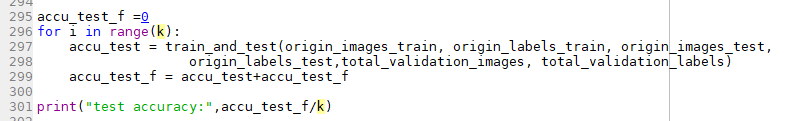 294
295 accu_test_f =0
296 for i in range(k):
297     accu_test = train_and_test(origin_images_train, origin_labels_train, origin_images_test,
298                    origin_labels_test,total_validation_images, total_validation_labels)
299     accu_test_f = accu_test+accu_test_f
300
301 print("test accuracy:",accu_test_f/k)